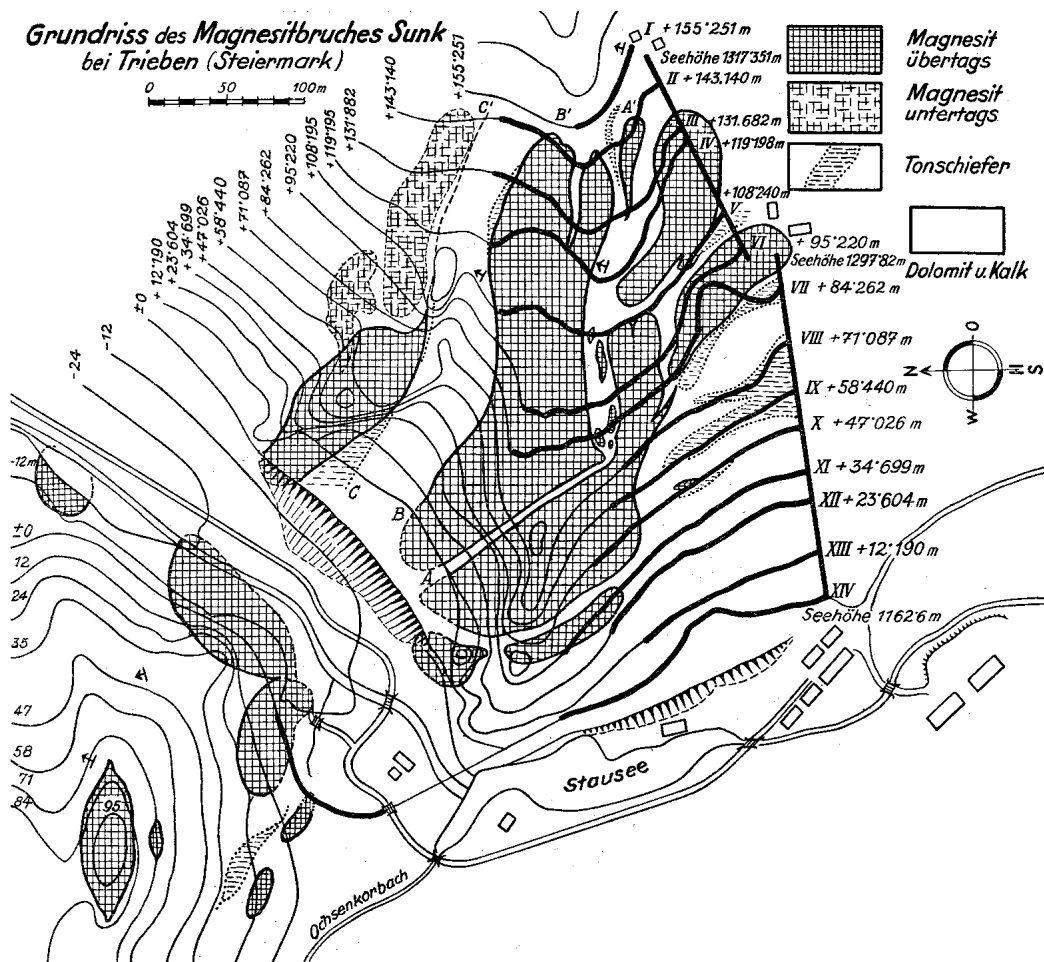 Grundriss des Magnesitbruches Sunk
bei Trieben (Steiermark)
0 50 100m
Magnesit
übertags
Magnesit
untertags
Tonschiefer
Dolomit u. Kalk
O
N
S
W
I +155°251 m
Seehöhe 1317'351 m
II +143.140 m
III +131.682 m
IV +119°198 m
+108°240 m
V
VI
+95°220 m
Seehöhe 1297'82 m
VII +84°262 m
VIII +71°087 m
IX +58°440 m
X +47°026 m
XI +34°699 m
XII +23°604 m
XIII +12°190 m
XIV
Seehöhe 1162'6 m
+155°251
+143°140
+131°882
+119°195
+108°195
+95°220
+84°262
+71°087
+58°440
+47°026
+34°699
+23°604
+12°190
±0
-12
-24
C'
B'
A'
C
B
A
-12m
±0
12
24
35
47
58
71
84
95
Stausee
Ochsenkorbach